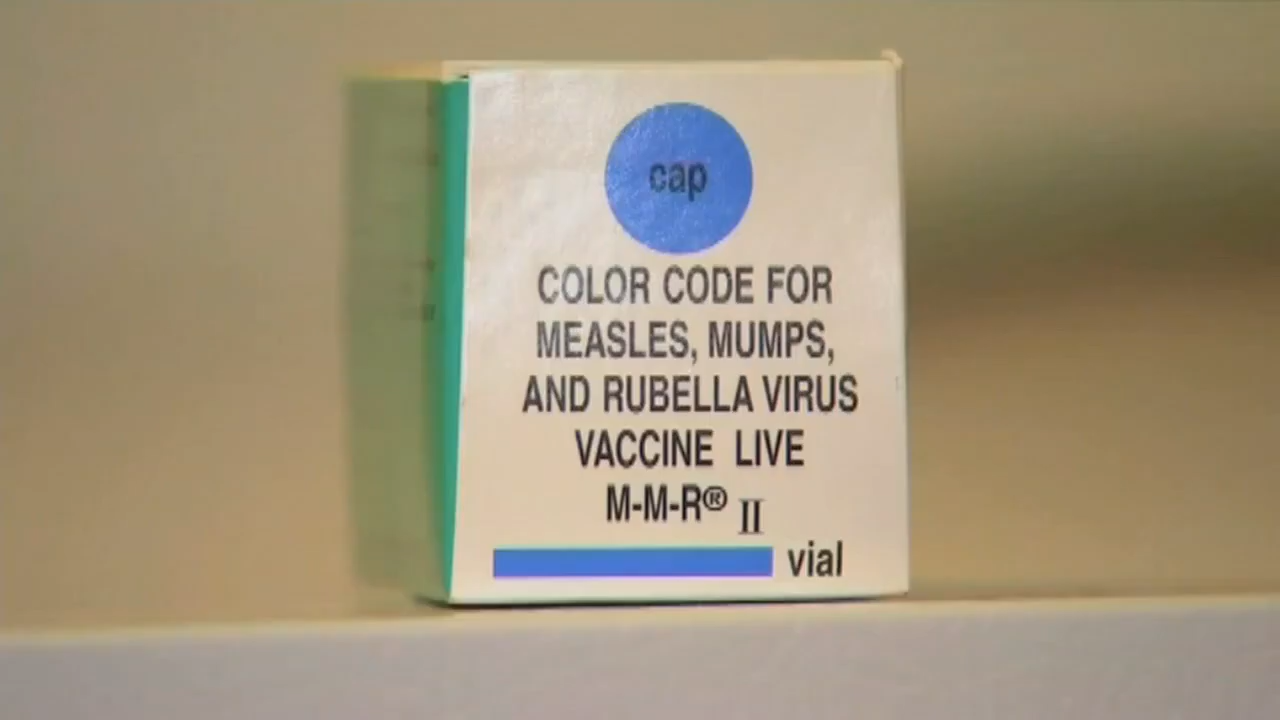 cap
COLOR CODE FOR
MEASLES, MUMPS,
AND RUBELLA VIRUS
VACCINE LIVE
M-M-R® II
vial